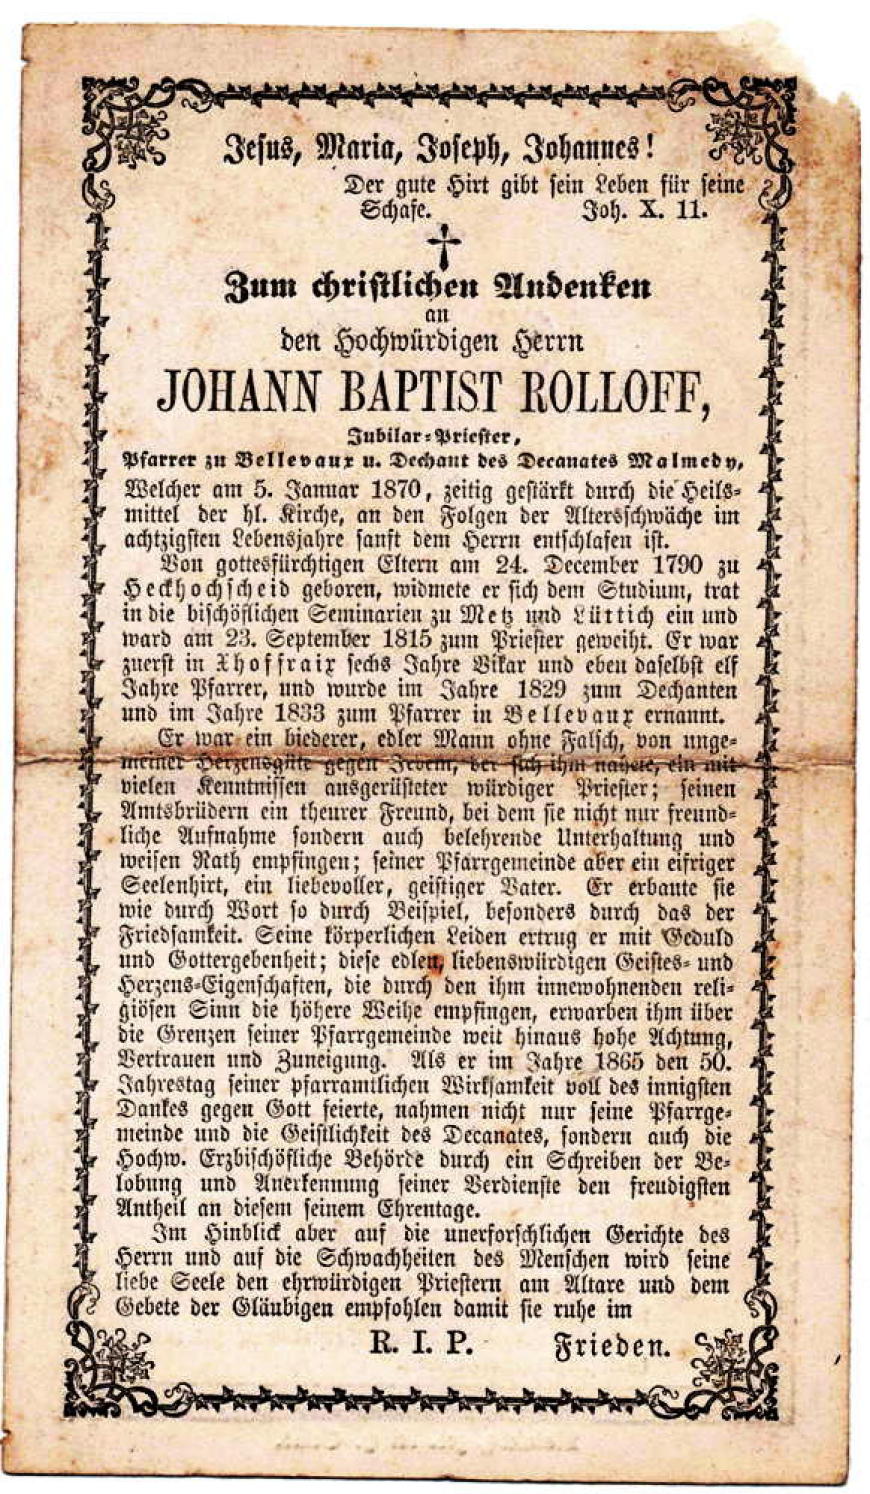 Jesus, Maria, Joseph, Johannes!
Der gute Hirt gibt sein Leben für seine
Schafe. Joh. X. 11.
Zum christlichen Andenken
an
den Hochwürdigen Herrn
JOHANN BAPTIST ROLLOFF,
Jubilar-Priester,
Pfarrer zu Bellevaux u. Dechant des Decanates Malmedy,
Welcher am 5. Januar 1870, zeitig gestärkt durch die Heils-
mittel der hl. Kirche, an den Folgen der Altersschwäche im
achtzigsten Lebensjahre sanft dem Herrn entschlafen ist.
Von gottesfürchtigen Eltern am 24. December 1790 zu
Heckhochscheid geboren, widmete er sich dem Studium, trat
in die bischöflichen Seminarien zu Metz und Lüttich ein und
ward am 23. September 1815 zum Priester geweiht. Er war
zuerst in Xhoffraix sechs Jahre Vikar und eben daselbst elf
Jahre Pfarrer, und wurde im Jahre 1829 zum Dechanten
und im Jahre 1833 zum Pfarrer in Bellevaux ernannt.
Er war ein biederer, edler Mann ohne Falsch, von unge-
meiner Herzensgüte gegen Jedem, der sich ihm nahete, ein mit
vielen Kenntnissen ausgerüsteter würdiger Priester; seinen
Amtsbrüdern ein theurer Freund, bei dem sie nicht nur freund-
liche Aufnahme sondern auch belehrende Unterhaltung und
weisen Rath empfingen; seiner Pfarrgemeinde aber ein eifriger
Seelenhirt, ein liebevoller, geistiger Vater. Er erbaute sie
wie durch Wort so durch Beispiel, besonders durch das der
Friedsamkeit. Seine körperlichen Leiden ertrug er mit Geduld
und Gottergebenheit; diese edlen, liebenswürdigen Geistes- und
Herzens-Eigenschaften, die durch den ihm innewohnenden reli-
giösen Sinn die höhere Weihe empfingen, erwarben ihm über
die Grenzen seiner Pfarrgemeinde weit hinaus hohe Achtung,
Vertrauen und Zuneigung. Als er im Jahre 1865 den 50.
Jahrestag seiner pfarramtlichen Wirksamkeit voll des innigsten
Dankes gegen Gott feierte, nahmen nicht nur seine Pfarrge-
meinde und die Geistlichkeit des Decanates, sondern auch die
Hochw. Erzbischöfliche Behörde durch ein Schreiben der Be-
lobung und Anerkennung seiner Verdienste den freudigsten
Antheil an diesem seinem Ehrentage.
Im Hinblick aber auf die unerforschlichen Gerichte des
Herrn und auf die Schwachheiten des Menschen wird seine
liebe Seele den ehrwürdigen Priestern am Altare und dem
Gebete der Gläubigen empfohlen damit sie ruhe im
R. I. P. Frieden.